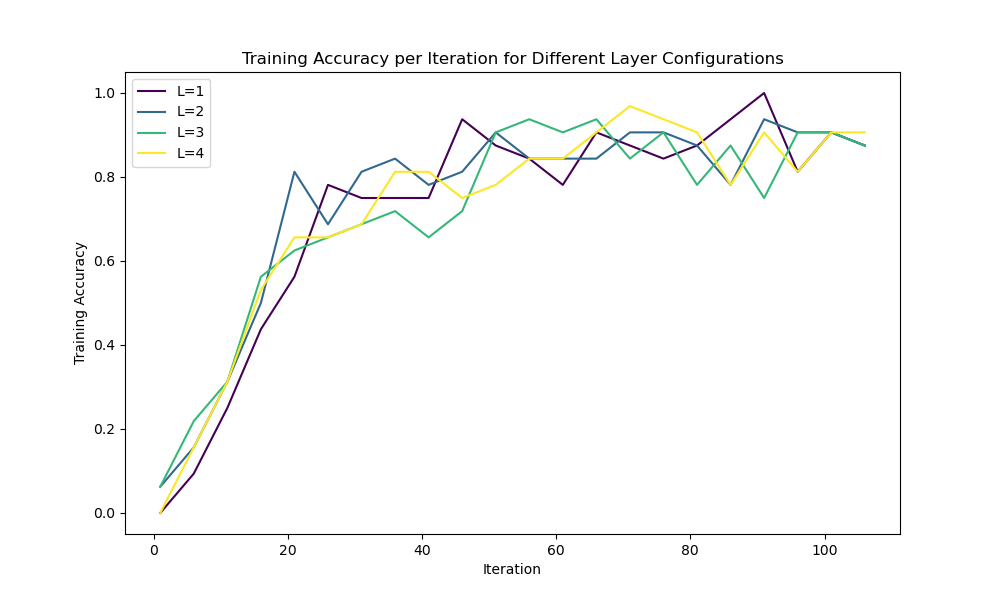 Training Accuracy per Iteration for Different Layer Configurations
L=1
L=2
L=3
L=4
Training Accuracy
1.0
0.8
0.6
0.4
0.2
0.0
0 20 40 60 80 100
Iteration